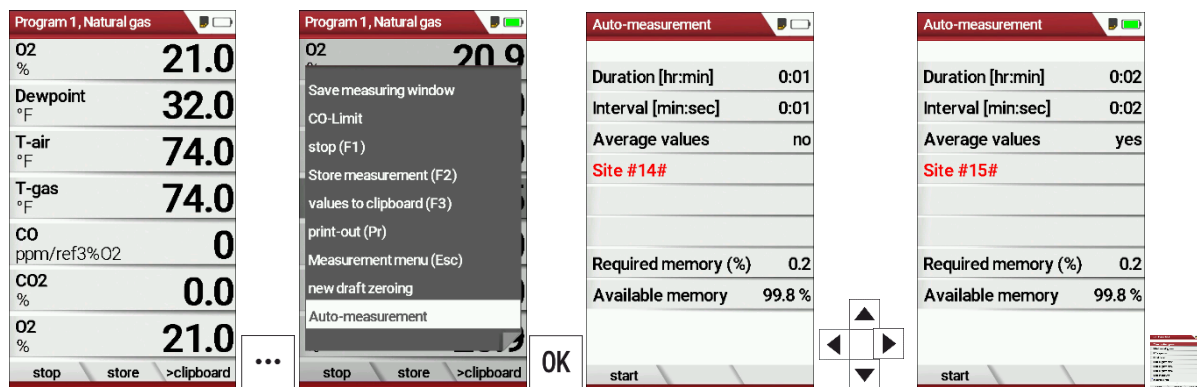 Program 1, Natural gas
O2
%
21.0
Dewpoint
°F
32.0
T-air
°F
74.0
T-gas
°F
74.0
CO
ppm/ref3%O2
0
CO2
%
0.0
O2
%
21.0
stop store >clipboard
...
Program 1, Natural gas
O2
20.9
Save measuring window
CO-Limit
stop (F1)
Store measurement (F2)
values to clipboard (F3)
print-out (Pr)
Measurement menu (Esc)
new draft zeroing
Auto-measurement
stop store >clipboard
OK
Auto-measurement
Duration [hr:min] 0:01
Interval [min:sec] 0:01
Average values no
Site #14#
Required memory (%) 0.2
Available memory 99.8 %
start
Auto-measurement
Duration [hr:min] 0:02
Interval [min:sec] 0:02
Average values yes
Site #15#
Required memory (%) 0.2
Available memory 99.8 %
start